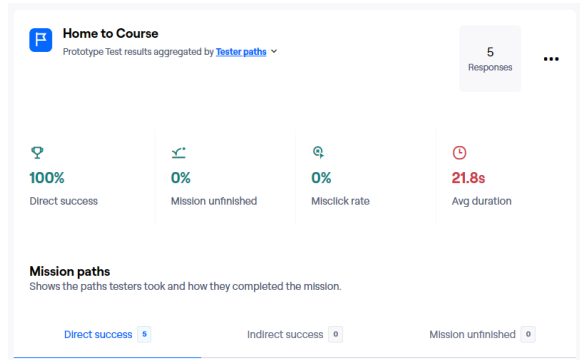 Home to Course
Prototype Test results aggregated by Tester paths
5
Responses
100%
Direct success
0%
Mission unfinished
0%
Misclick rate
21.8s
Avg duration
Mission paths
Shows the paths testers took and how they completed the mission.
Direct success 5
Indirect success 0
Mission unfinished 0